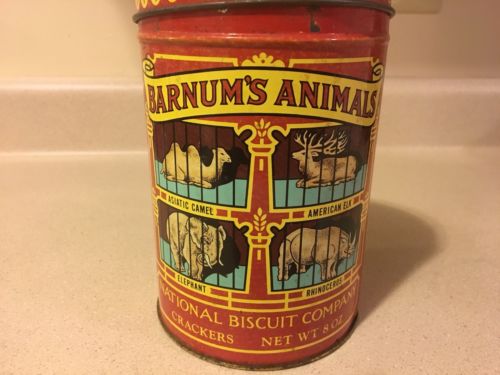 BARNUM'S ANIMALS
ASIATIC CAMEL
AMERICAN ELK
ELEPHANT
RHINOCEROS
NATIONAL BISCUIT COMPANY
CRACKERS NET WT 8 OZ